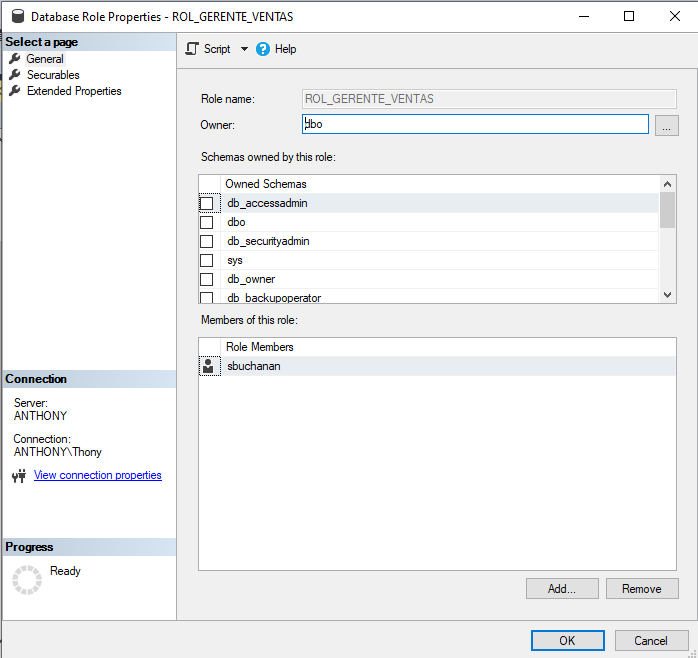 Database Role Properties - ROL_GERENTE_VENTAS
Select a page
General
Securables
Extended Properties
Script
Help
Role name:
ROL_GERENTE_VENTAS
Owner:
dbo
...
Schemas owned by this role:
Owned Schemas
db_accessadmin
dbo
db_securityadmin
sys
db_owner
db_backupoperator
Members of this role:
Role Members
sbuchanan
Connection
Server:
ANTHONY
Connection:
ANTHONY\Thony
View connection properties
Progress
Ready
Add...
Remove
OK
Cancel